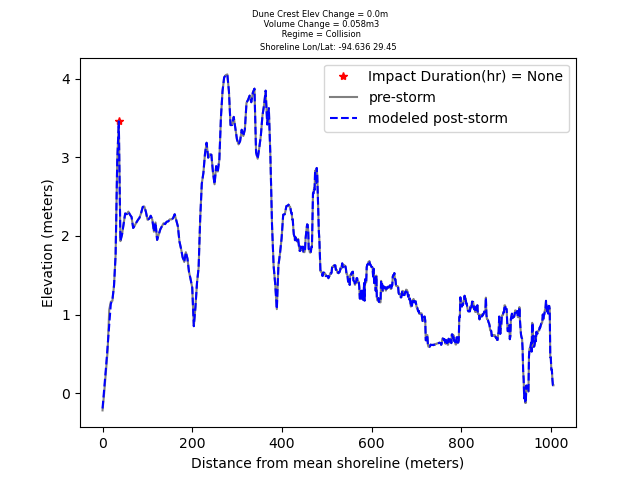 Dune Crest Elev Change = 0.0m
Volume Change = 0.058m3
Regime = Collision
Shoreline Lon/Lat: -94.636 29.45
Impact Duration(hr) = None
pre-storm
modeled post-storm
Elevation (meters)
4
3
2
1
0
0 200 400 600 800 1000
Distance from mean shoreline (meters)